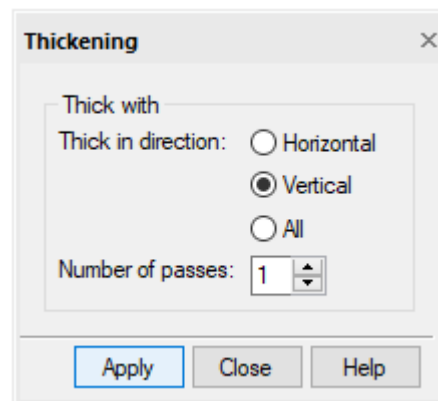 Thickening
Thick with
Thick in direction: Horizontal
Vertical
All
Number of passes: 1
Apply Close Help